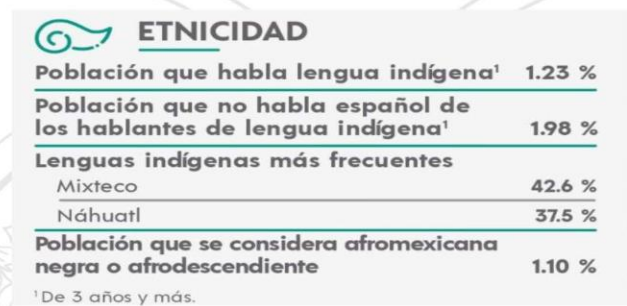 ETNICIDAD
Población que habla lengua indígena¹ 1.23 %
Población que no habla español de
los hablantes de lengua indígena¹ 1.98 %
Lenguas indígenas más frecuentes
Mixteco 42.6 %
Náhuatl 37.5 %
Población que se considera afromexicana
negra o afrodescendiente 1.10 %
¹De 3 años y más.